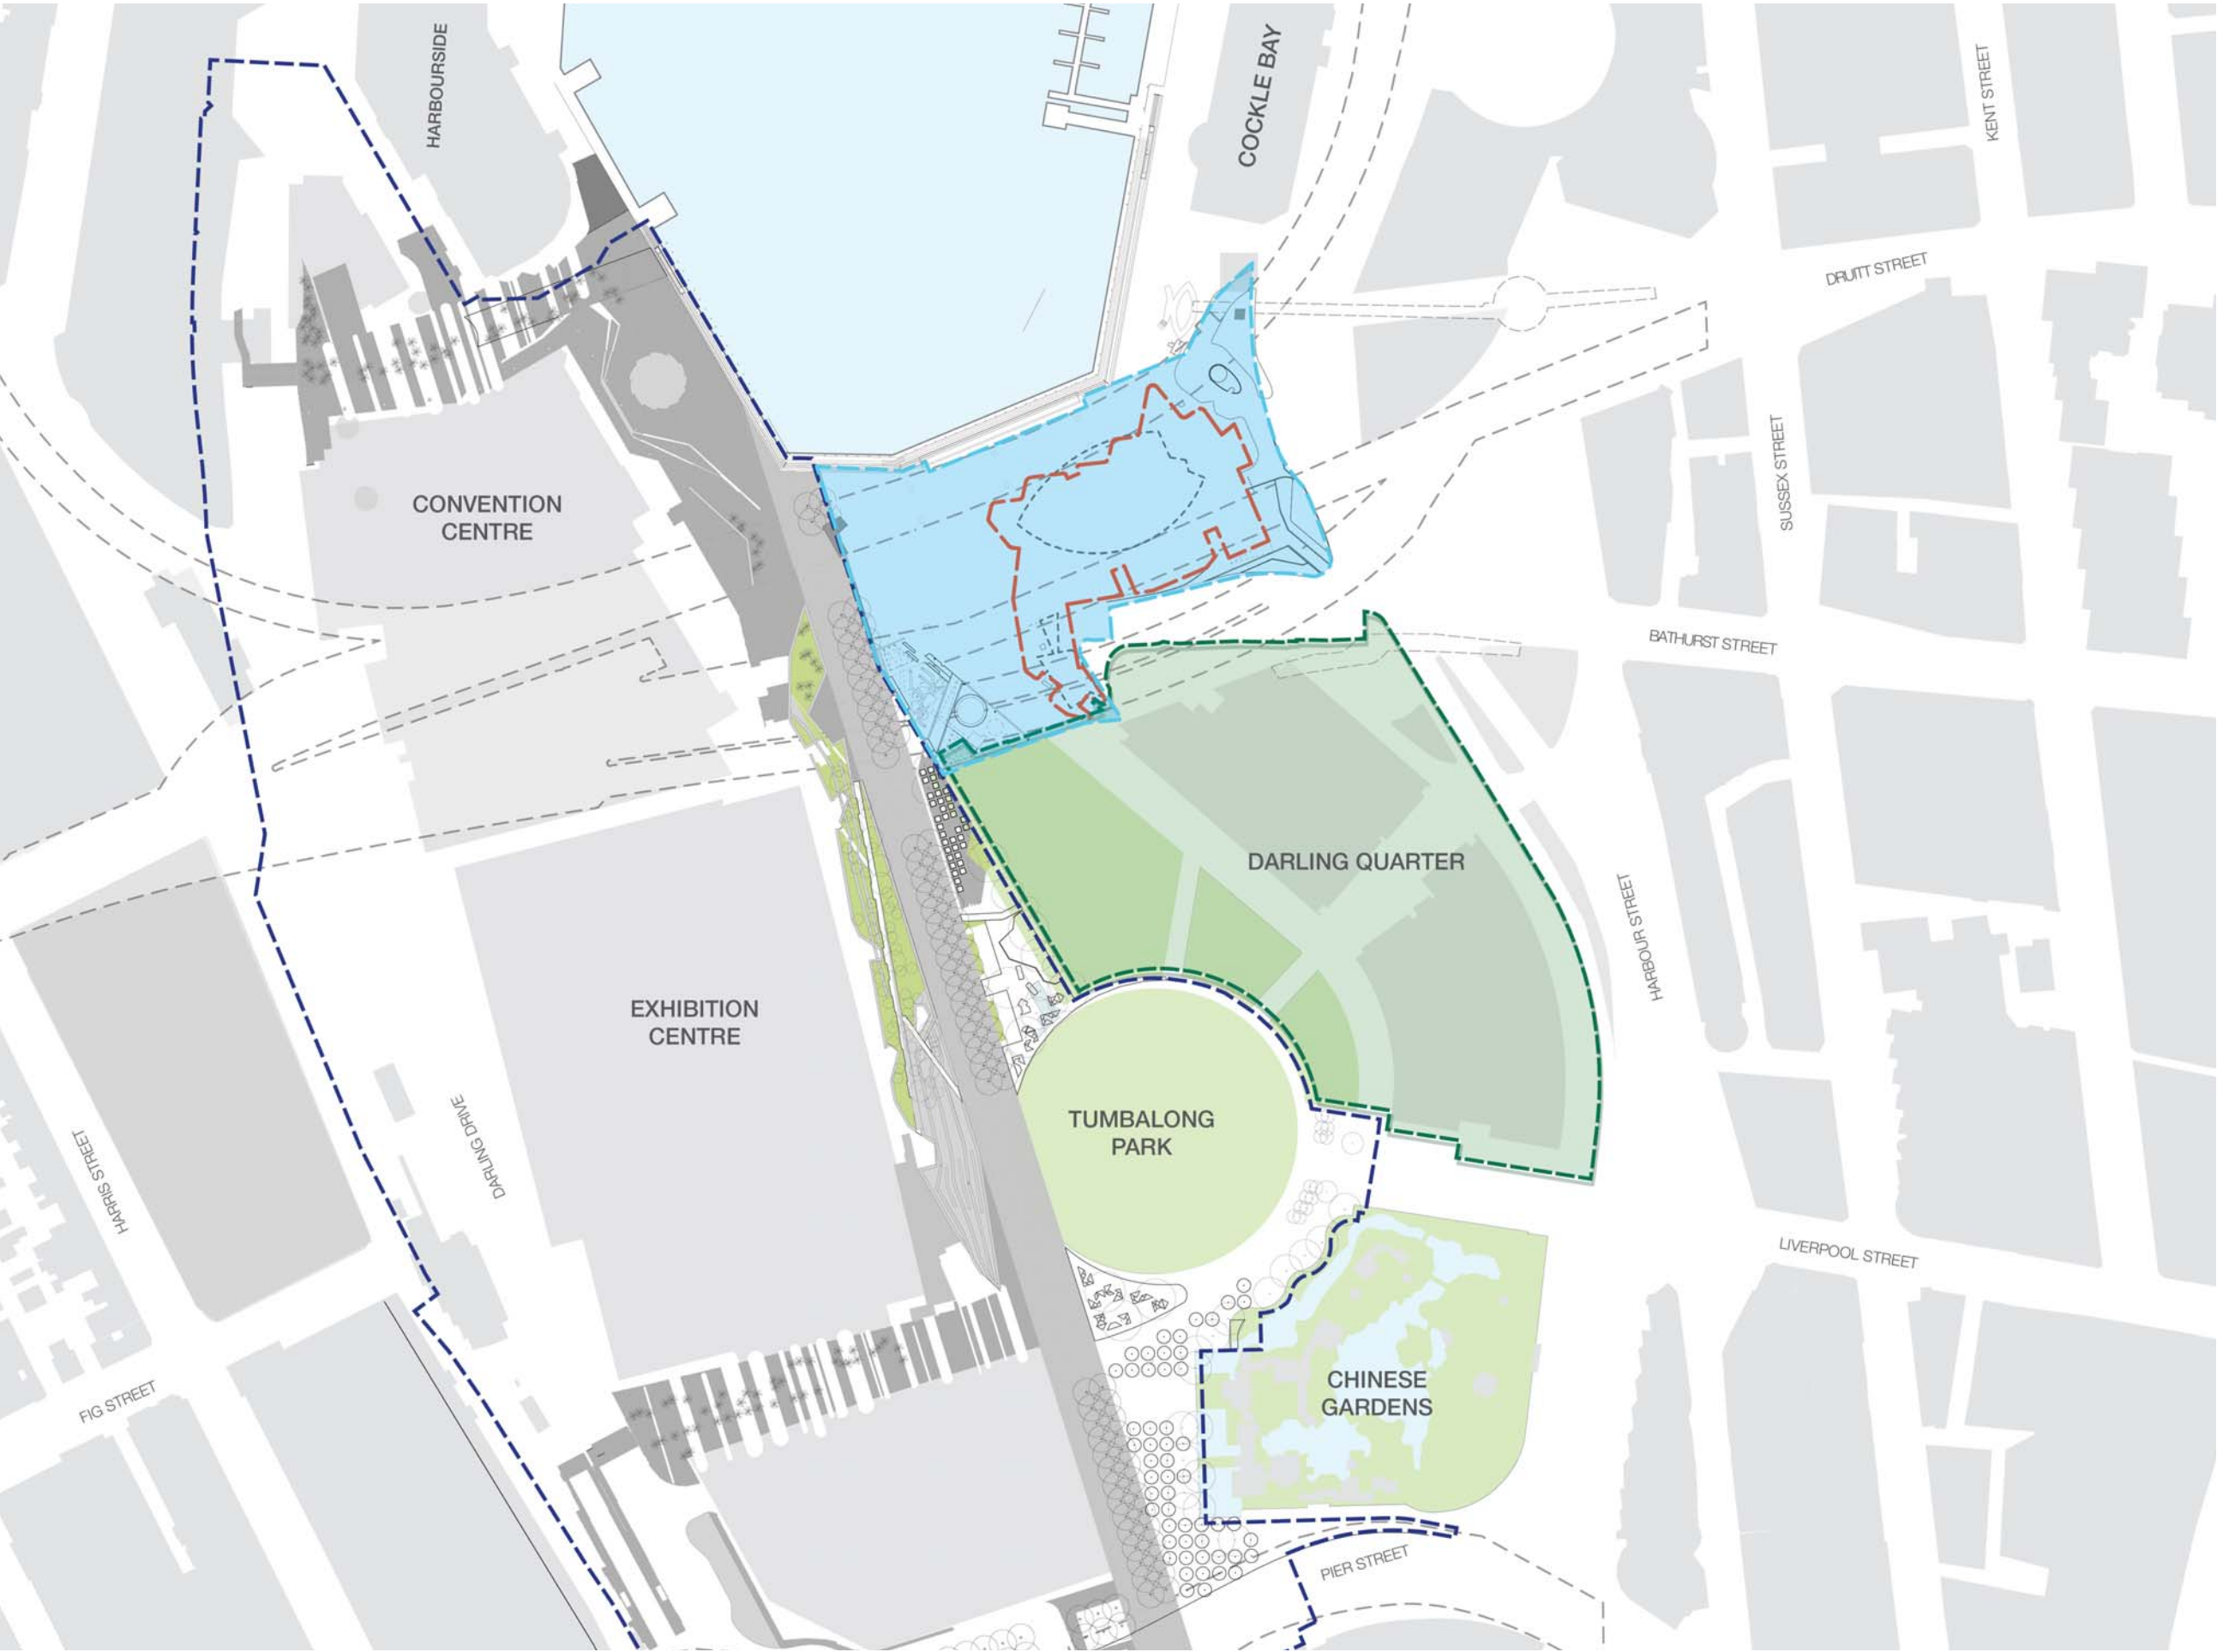 HARBOURSIDE
COCKLE BAY
KENT STREET
DRUITT STREET
CONVENTION
CENTRE
SUSSEX STREET
BATHURST STREET
DARLING QUARTER
HARBOUR STREET
EXHIBITION
CENTRE
TUMBALONG
PARK
DARLING DRIVE
HARRIS STREET
LIVERPOOL STREET
CHINESE
GARDENS
FIG STREET
PIER STREET